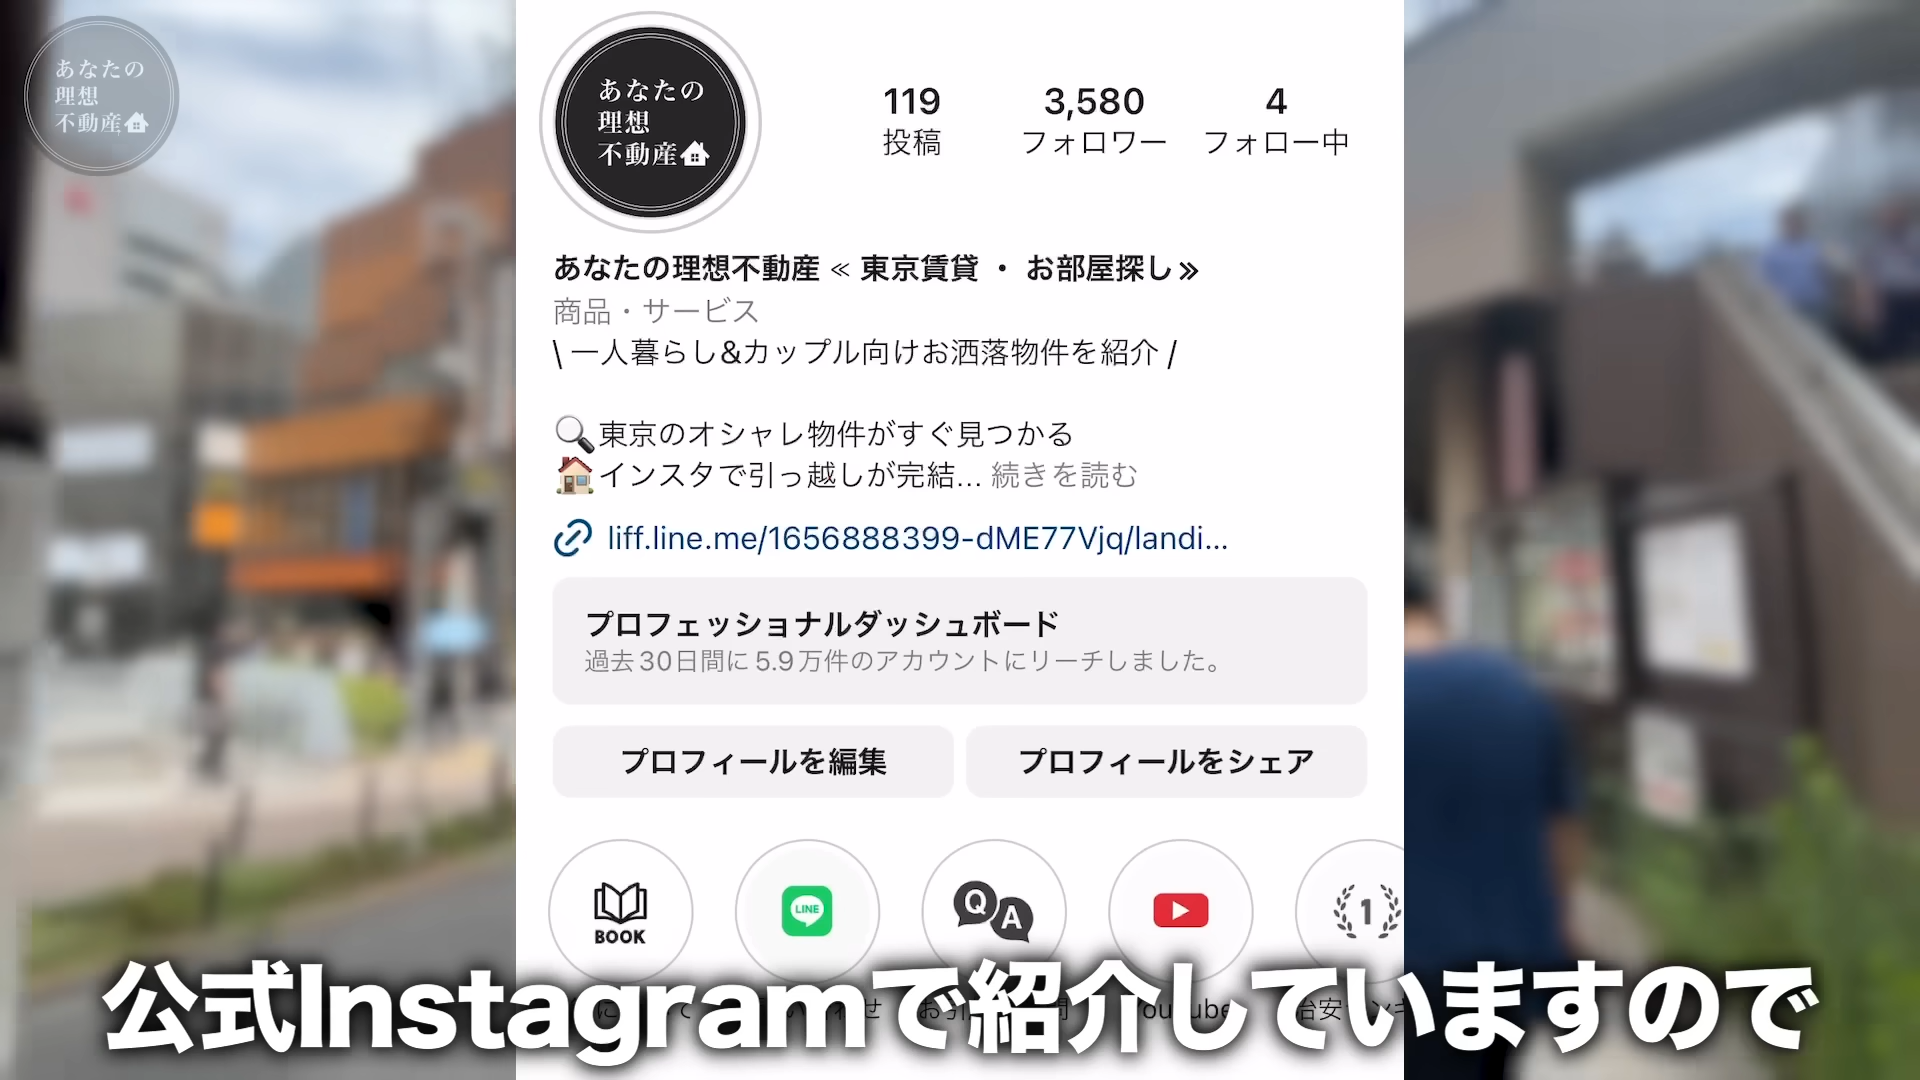 あなたの
理想
不動産
あなたの
理想
不動産
119
投稿
3,580
フォロワー
4
フォロー中
あなたの理想不動産 ≪ 東京賃貸 ・ お部屋探し »
商品・サービス
\ 一人暮らし&カップル向けお洒落物件を紹介 /
東京のオシャレ物件がすぐ見つかる
インスタで引っ越しが完結... 続きを読む
liff.line.me/1656888399-dME77Vjq/landi...
プロフェッショナルダッシュボード
過去30日間に5.9万件のアカウントにリーチしました。
プロフィールを編集
プロフィールをシェア
BOOK
LINE
Q A
1
公式Instagramで紹介していますので